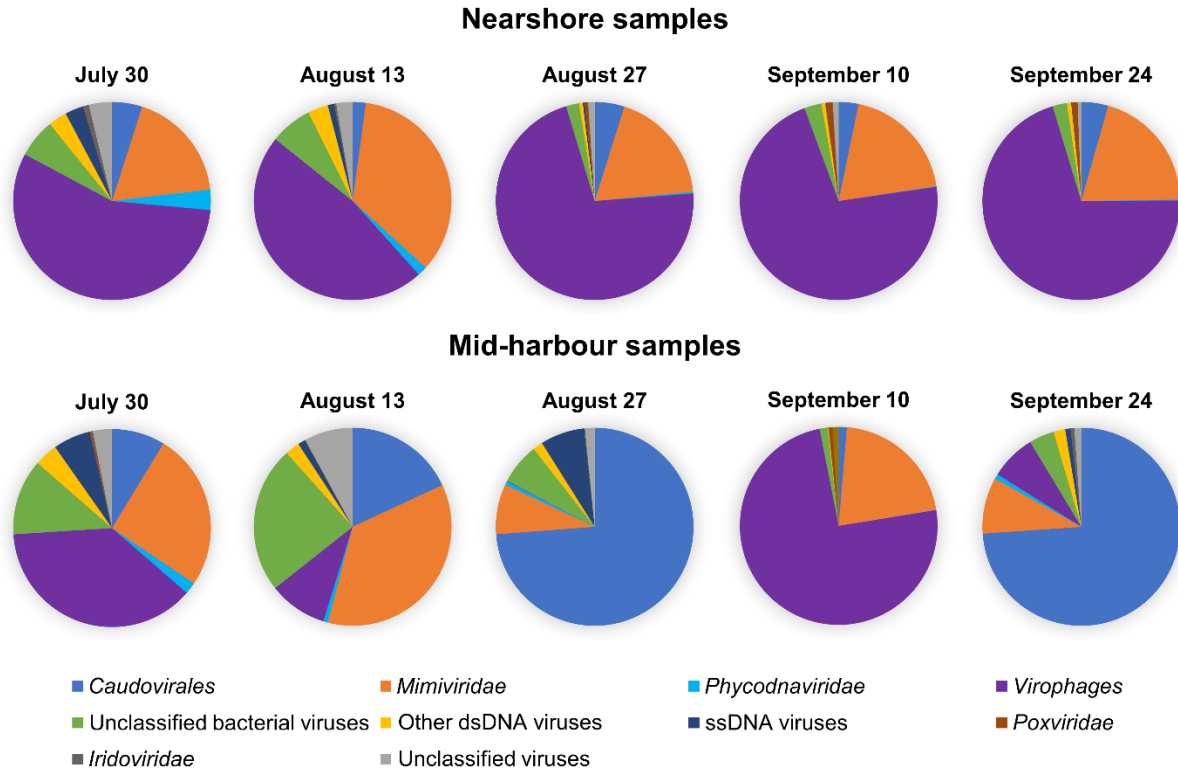 Nearshore samples
July 30 August 13 August 27 September 10 September 24
Mid-harbour samples
July 30 August 13 August 27 September 10 September 24
Caudovirales Mimiviridae Phycodnaviridae Virophages
Unclassified bacterial viruses Other dsDNA viruses ssDNA viruses Poxviridae
Iridoviridae Unclassified viruses